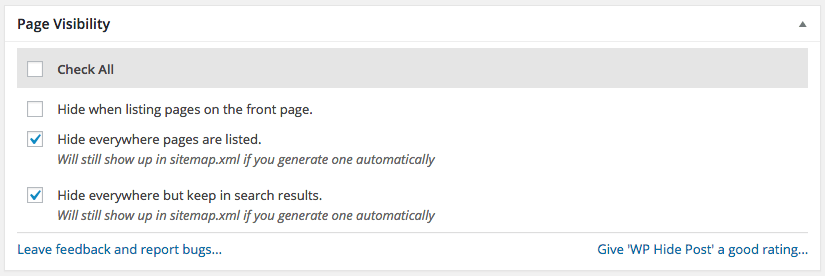 Page Visibility
Check All
Hide when listing pages on the front page.
Hide everywhere pages are listed.
Will still show up in sitemap.xml if you generate one automatically
Hide everywhere but keep in search results.
Will still show up in sitemap.xml if you generate one automatically
Leave feedback and report bugs...
Give 'WP Hide Post' a good rating...